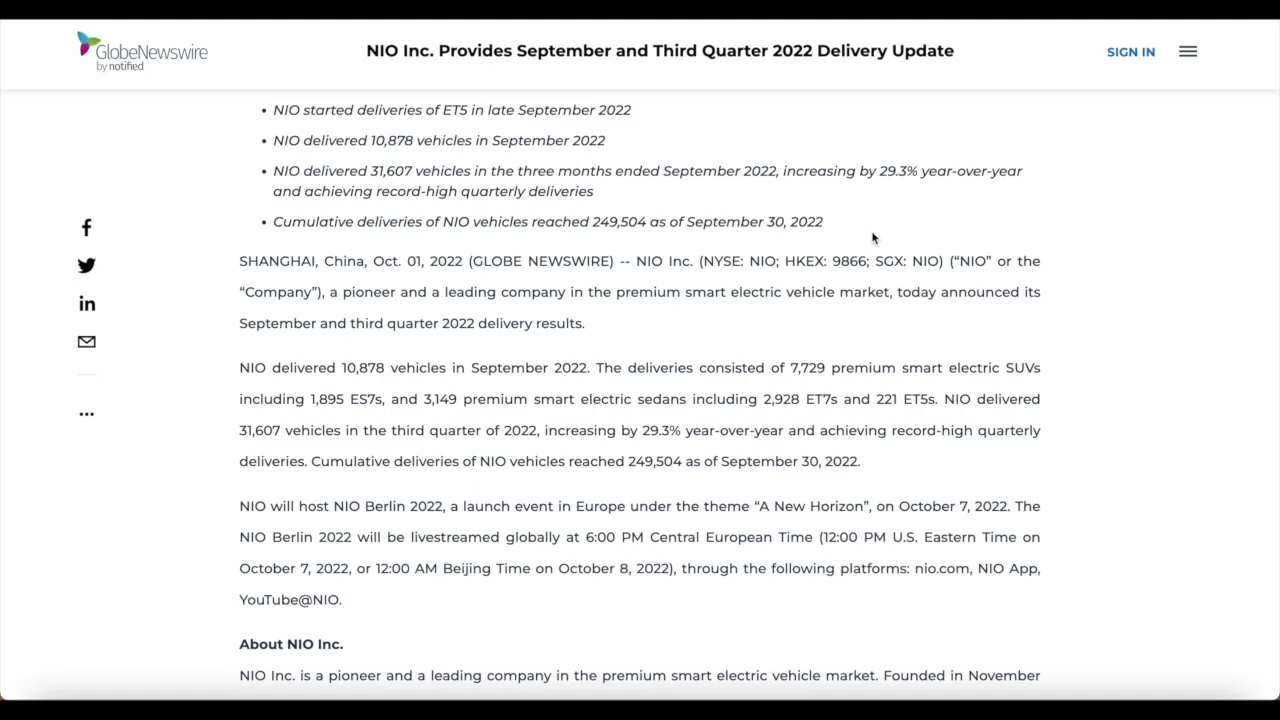 GlobeNewswire
by notified
NIO Inc. Provides September and Third Quarter 2022 Delivery Update
SIGN IN
• NIO started deliveries of ET5 in late September 2022
• NIO delivered 10,878 vehicles in September 2022
• NIO delivered 31,607 vehicles in the three months ended September 2022, increasing by 29.3% year-over-year
and achieving record-high quarterly deliveries
• Cumulative deliveries of NIO vehicles reached 249,504 as of September 30, 2022
SHANGHAI, China, Oct. 01, 2022 (GLOBE NEWSWIRE) -- NIO Inc. (NYSE: NIO; HKEX: 9866; SGX: NIO) (“NIO” or the
“Company”), a pioneer and a leading company in the premium smart electric vehicle market, today announced its
September and third quarter 2022 delivery results.
NIO delivered 10,878 vehicles in September 2022. The deliveries consisted of 7,729 premium smart electric SUVs
including 1,895 ES7s, and 3,149 premium smart electric sedans including 2,928 ET7s and 221 ET5s. NIO delivered
31,607 vehicles in the third quarter of 2022, increasing by 29.3% year-over-year and achieving record-high quarterly
deliveries. Cumulative deliveries of NIO vehicles reached 249,504 as of September 30, 2022.
NIO will host NIO Berlin 2022, a launch event in Europe under the theme “A New Horizon”, on October 7, 2022. The
NIO Berlin 2022 will be livestreamed globally at 6:00 PM Central European Time (12:00 PM U.S. Eastern Time on
October 7, 2022, or 12:00 AM Beijing Time on October 8, 2022), through the following platforms: nio.com, NIO App,
YouTube@NIO.
About NIO Inc.
NIO Inc. is a pioneer and a leading company in the premium smart electric vehicle market. Founded in November